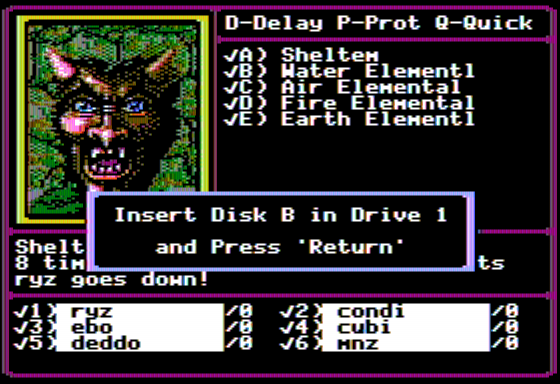 D-Delay P-Prot Q-Quick
√A) Sheltem
√B) Water Elementl
√C) Air Elemental
√D) Fire Elemental
√E) Earth Elementl
Insert Disk B in Drive 1
and Press 'Return'
Shelt
8 tim ts
ryz goes down!
√1) ryz /0 √2) condi /0
√3) ebo /0 √4) cubi /0
√5) deddo /0 √6) mnz /0